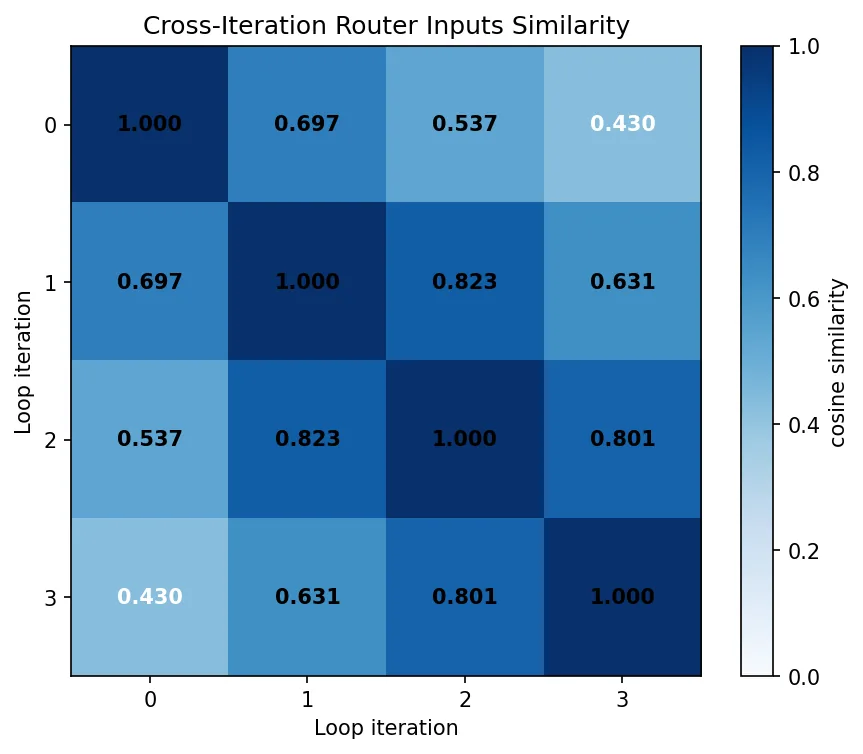 Cross-Iteration Router Inputs Similarity
Loop iteration
0
1.000 0.697 0.537 0.430
1
0.697 1.000 0.823 0.631
2
0.537 0.823 1.000 0.801
3
0.430 0.631 0.801 1.000
0 1 2 3
Loop iteration
1.0
0.8
0.6
0.4
0.2
0.0
cosine similarity